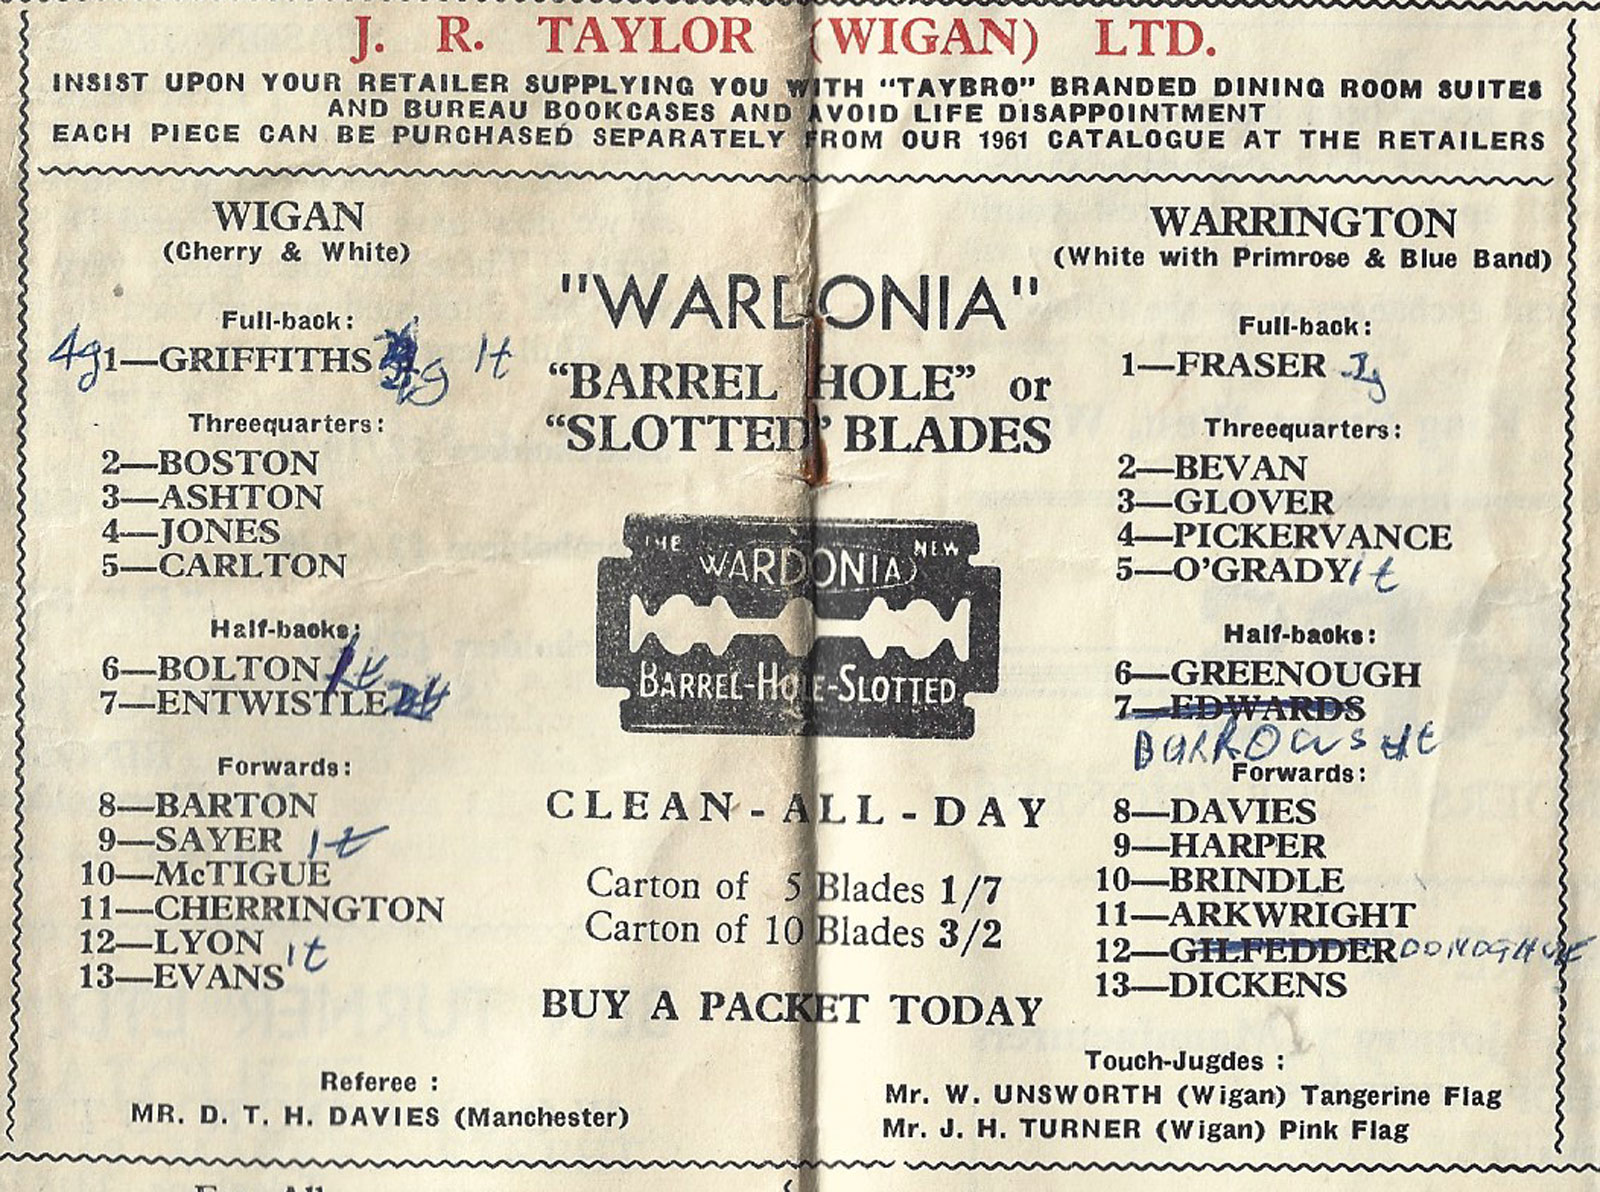 J. R. TAYLOR (WIGAN) LTD.
INSIST UPON YOUR RETAILER SUPPLYING YOU WITH "TAYBRO" BRANDED DINING ROOM SUITES
AND BUREAU BOOKCASES AND AVOID LIFE DISAPPOINTMENT
EACH PIECE CAN BE PURCHASED SEPARATELY FROM OUR 1961 CATALOGUE AT THE RETAILERS
WIGAN
(Cherry & White)
Full-back:
4g 1—GRIFFITHS g 1t
Threequarters:
2—BOSTON
3—ASHTON
4—JONES
5—CARLTON
Half-backs:
6—BOLTON 1t
7—ENTWISTLE
Forwards:
8—BARTON
9—SAYER 1t
10—McTIGUE
11—CHERRINGTON
12—LYON 1t
13—EVANS
Referee :
MR. D. T. H. DAVIES (Manchester)
"WARDONIA"
"BARREL HOLE" or
"SLOTTED" BLADES
THE WARDONIA NEW
BARREL-HOLE-SLOTTED
CLEAN-ALL-DAY
Carton of 5 Blades 1/7
Carton of 10 Blades 3/2
BUY A PACKET TODAY
WARRINGTON
(White with Primrose & Blue Band)
Full-back:
1—FRASER
Threequarters:
2—BEVAN
3—GLOVER
4—PICKERVANCE
5—O'GRADY 1t
Half-backs:
6—GREENOUGH
7—EDWARDS
BURROWS 1t
Forwards:
8—DAVIES
9—HARPER
10—BRINDLE
11—ARKWRIGHT
12—GILFEDDER DONOGHUE
13—DICKENS
Touch-Jugdes :
Mr. W. UNSWORTH (Wigan) Tangerine Flag
Mr. J. H. TURNER (Wigan) Pink Flag